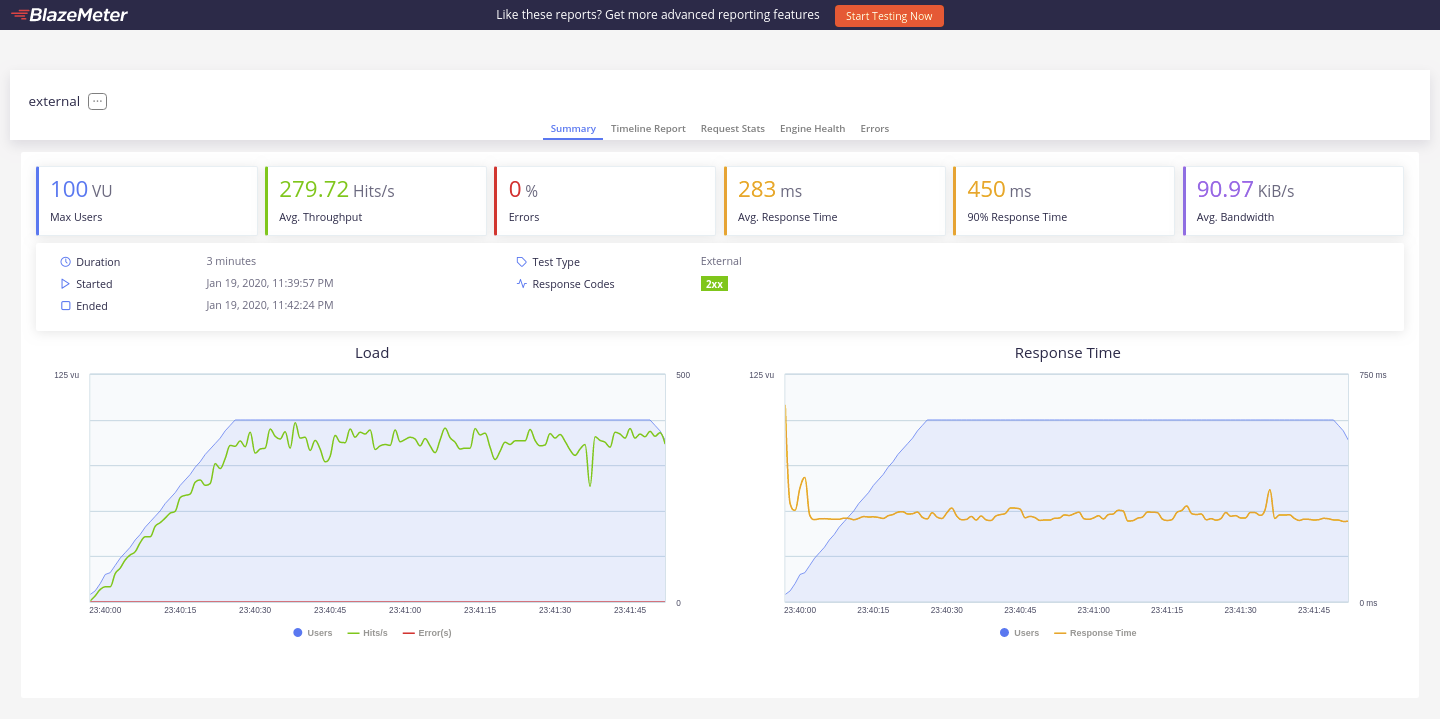 BlazeMeter
Like these reports? Get more advanced reporting features Start Testing Now
external ...
Summary Timeline Report Request Stats Engine Health Errors
100 VU 279.72 Hits/s 0 % 283 ms 450 ms 90.97 KiB/s
Max Users Avg. Throughput Errors Avg. Response Time 90% Response Time Avg. Bandwidth
Duration 3 minutes Test Type External
Started Jan 19, 2020, 11:39:57 PM Response Codes 2xx
Ended Jan 19, 2020, 11:42:24 PM
Load
125 vu 500
0
23:40:00 23:40:15 23:40:30 23:40:45 23:41:00 23:41:15 23:41:30 23:41:45
Users Hits/s Error(s)
Response Time
125 vu 750 ms
0 ms
23:40:00 23:40:15 23:40:30 23:40:45 23:41:00 23:41:15 23:41:30 23:41:45
Users Response Time